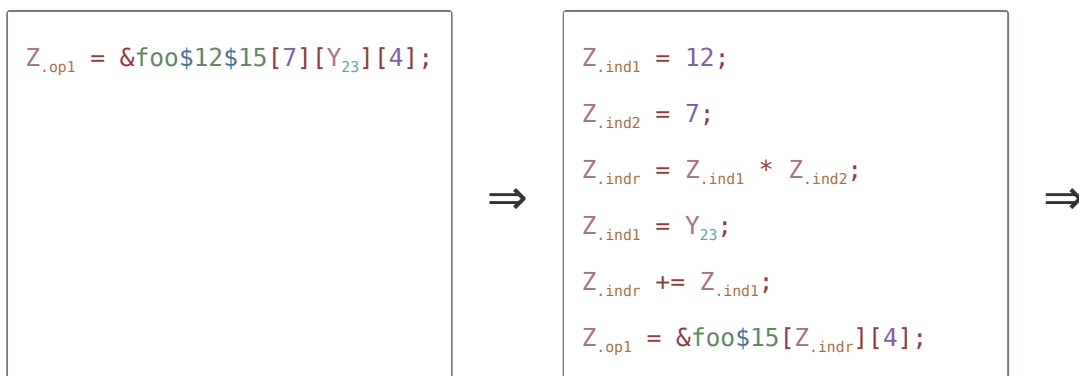 Z.op1 = &foo$12$15[7][Y23][4];
⇒
Z.ind1 = 12;
Z.ind2 = 7;
Z.indr = Z.ind1 * Z.ind2;
Z.ind1 = Y23;
Z.indr += Z.ind1;
Z.op1 = &foo$15[Z.indr][4];
⇒